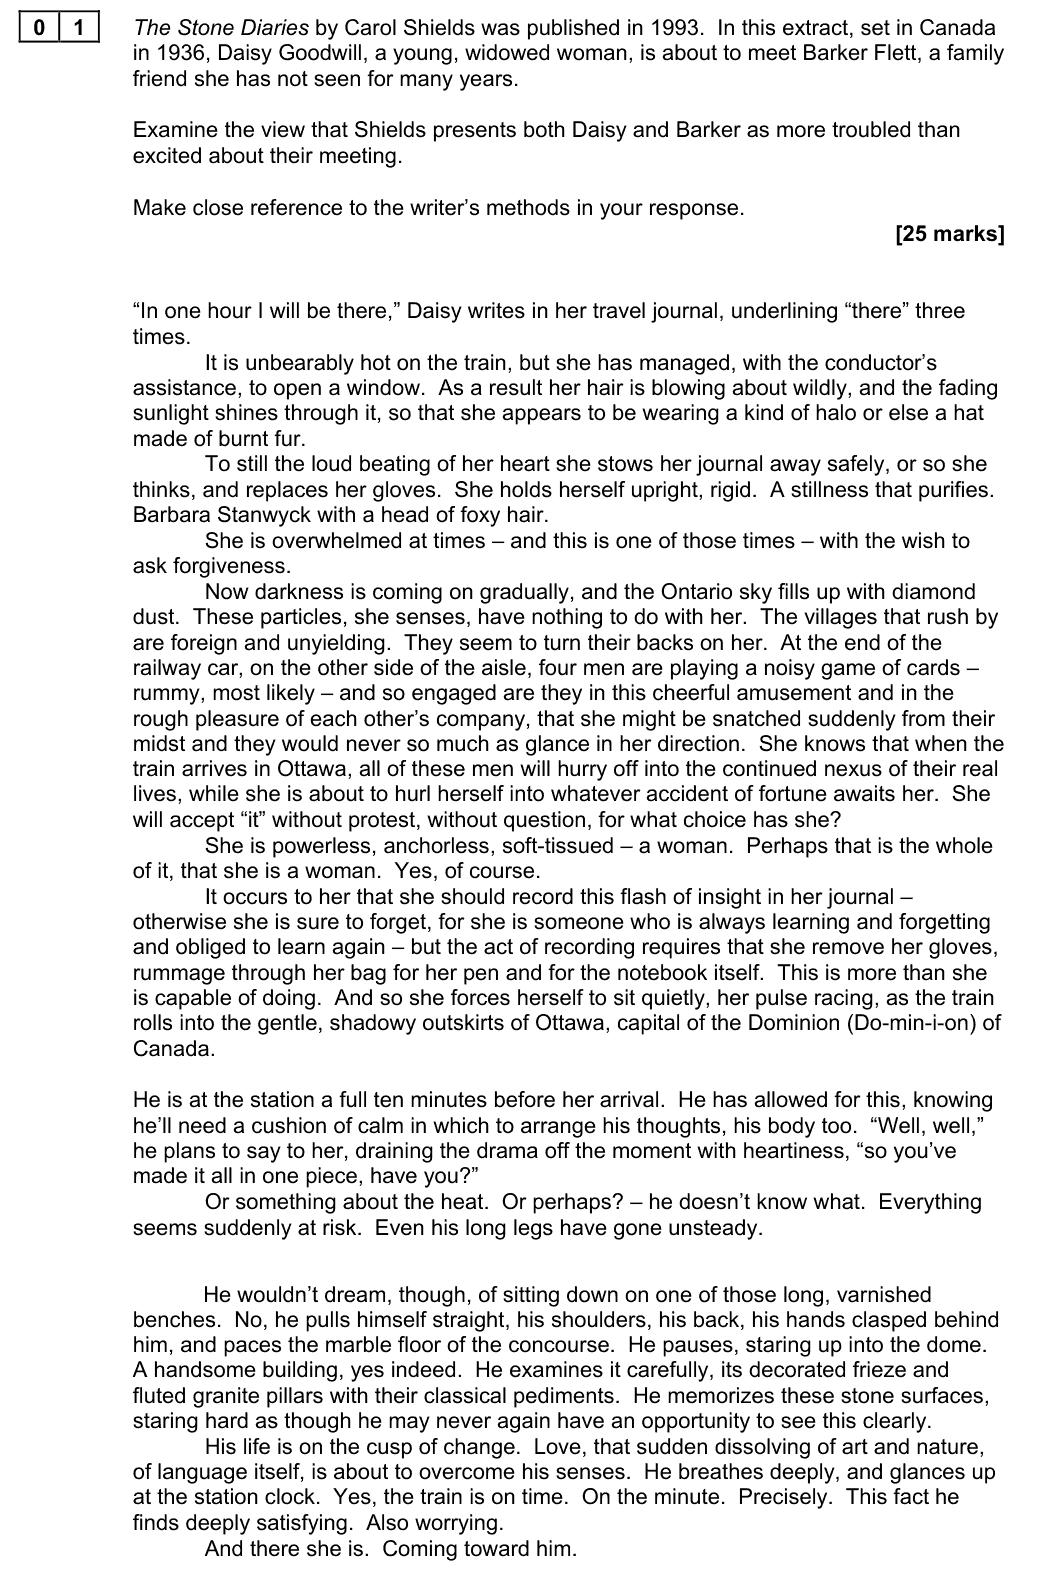 0 1 The Stone Diaries by Carol Shields was published in 1993. In this extract, set in Canada
in 1936, Daisy Goodwill, a young, widowed woman, is about to meet Barker Flett, a family
friend she has not seen for many years.
Examine the view that Shields presents both Daisy and Barker as more troubled than
excited about their meeting.
Make close reference to the writer’s methods in your response.
[25 marks]
“In one hour I will be there,” Daisy writes in her travel journal, underlining “there” three
times.
It is unbearably hot on the train, but she has managed, with the conductor’s
assistance, to open a window. As a result her hair is blowing about wildly, and the fading
sunlight shines through it, so that she appears to be wearing a kind of halo or else a hat
made of burnt fur.
To still the loud beating of her heart she stows her journal away safely, or so she
thinks, and replaces her gloves. She holds herself upright, rigid. A stillness that purifies.
Barbara Stanwyck with a head of foxy hair.
She is overwhelmed at times – and this is one of those times – with the wish to
ask forgiveness.
Now darkness is coming on gradually, and the Ontario sky fills up with diamond
dust. These particles, she senses, have nothing to do with her. The villages that rush by
are foreign and unyielding. They seem to turn their backs on her. At the end of the
railway car, on the other side of the aisle, four men are playing a noisy game of cards –
rummy, most likely – and so engaged are they in this cheerful amusement and in the
rough pleasure of each other’s company, that she might be snatched suddenly from their
midst and they would never so much as glance in her direction. She knows that when the
train arrives in Ottawa, all of these men will hurry off into the continued nexus of their real
lives, while she is about to hurl herself into whatever accident of fortune awaits her. She
will accept “it” without protest, without question, for what choice has she?
She is powerless, anchorless, soft-tissued – a woman. Perhaps that is the whole
of it, that she is a woman. Yes, of course.
It occurs to her that she should record this flash of insight in her journal –
otherwise she is sure to forget, for she is someone who is always learning and forgetting
and obliged to learn again – but the act of recording requires that she remove her gloves,
rummage through her bag for her pen and for the notebook itself. This is more than she
is capable of doing. And so she forces herself to sit quietly, her pulse racing, as the train
rolls into the gentle, shadowy outskirts of Ottawa, capital of the Dominion (Do-min-i-on) of
Canada.
He is at the station a full ten minutes before her arrival. He has allowed for this, knowing
he’ll need a cushion of calm in which to arrange his thoughts, his body too. “Well, well,”
he plans to say to her, draining the drama off the moment with heartiness, “so you’ve
made it all in one piece, have you?”
Or something about the heat. Or perhaps? – he doesn’t know what. Everything
seems suddenly at risk. Even his long legs have gone unsteady.
He wouldn’t dream, though, of sitting down on one of those long, varnished
benches. No, he pulls himself straight, his shoulders, his back, his hands clasped behind
him, and paces the marble floor of the concourse. He pauses, staring up into the dome.
A handsome building, yes indeed. He examines it carefully, its decorated frieze and
fluted granite pillars with their classical pediments. He memorizes these stone surfaces,
staring hard as though he may never again have an opportunity to see this clearly.
His life is on the cusp of change. Love, that sudden dissolving of art and nature,
of language itself, is about to overcome his senses. He breathes deeply, and glances up
at the station clock. Yes, the train is on time. On the minute. Precisely. This fact he
finds deeply satisfying. Also worrying.
And there she is. Coming toward him.